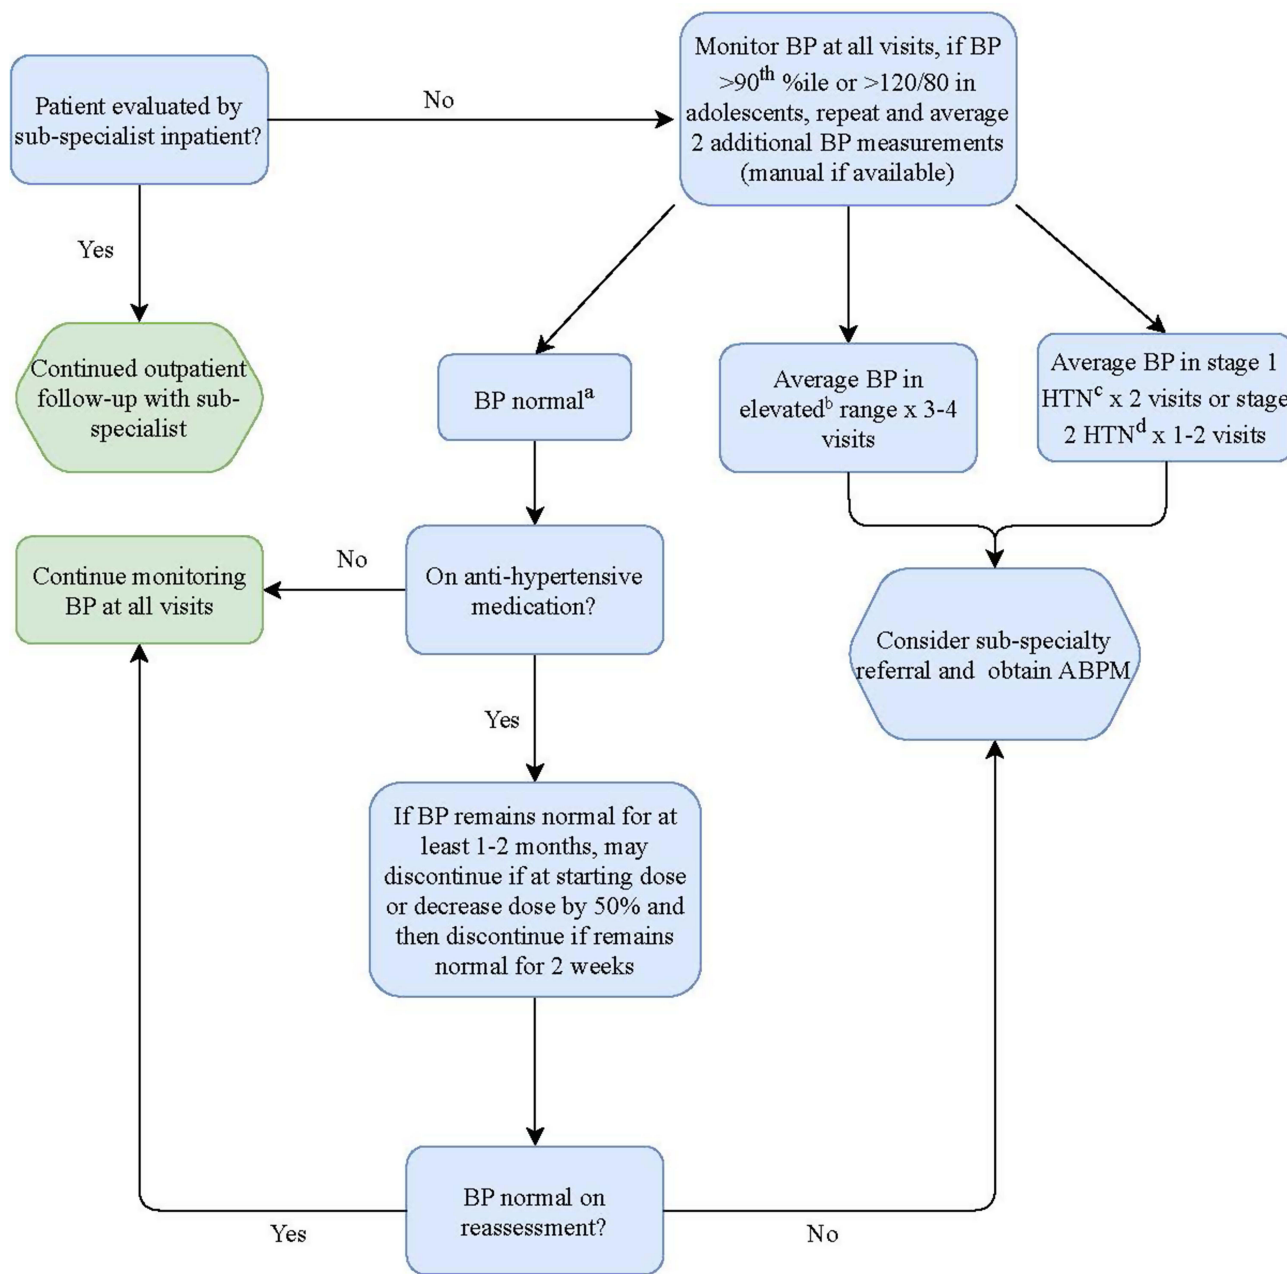 Patient evaluated by
sub-specialist inpatient?
No
Monitor BP at all visits, if BP
>90th %ile or >120/80 in
adolescents, repeat and average
2 additional BP measurements
(manual if available)
Yes
Continued outpatient
follow-up with sub-
specialist
BP normalᵃ
Average BP in
elevatedᵇ range x 3-4
visits
Average BP in stage 1
HTNᶜ x 2 visits or stage
2 HTNᵈ x 1-2 visits
Continue monitoring
BP at all visits
No
On anti-hypertensive
medication?
Consider sub-specialty
referral and obtain ABPM
Yes
If BP remains normal for at
least 1-2 months, may
discontinue if at starting dose
or decrease dose by 50% and
then discontinue if remains
normal for 2 weeks
BP normal on
reassessment?
Yes
No